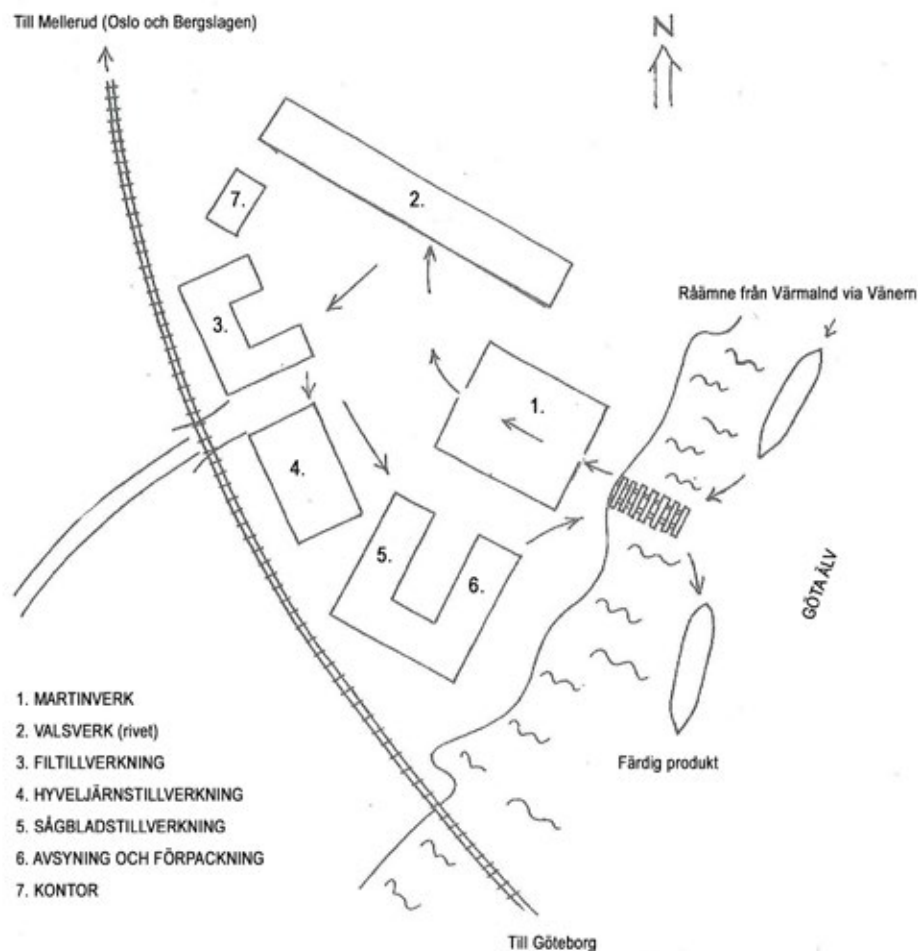 Till Mellerud (Oslo och Bergslagen)
N
2.
7.
Råämne från Värmalnd via Vänern
3.
1.
4.
5.
6.
GÖTA ÄLV
1. MARTINVERK
2. VALSVERK (rivet)
3. FILTILLVERKNING
4. HYVELJÄRNSTILLVERKNING
5. SÅGBLADSTILLVERKNING
6. AVSYNING OCH FÖRPACKNING
7. KONTOR
Färdig produkt
Till Göteborg